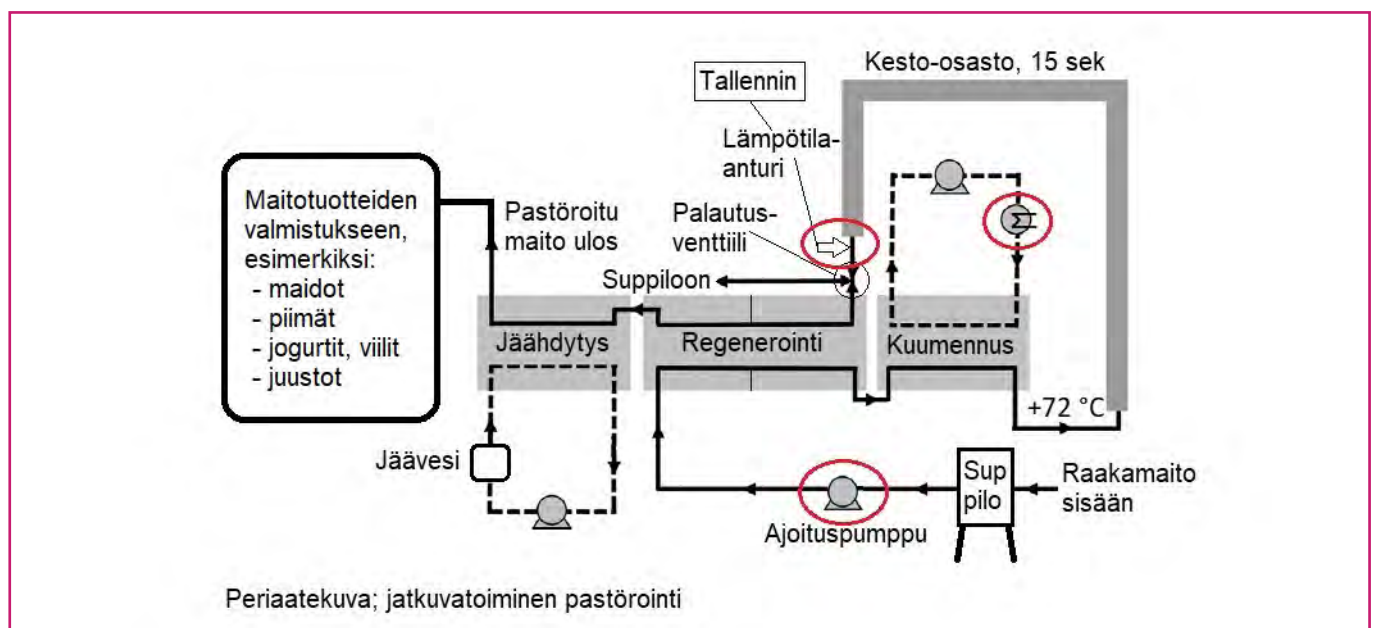 Kesto-osasto, 15 sek
Tallennin
Lämpötila-
anturi
Palautus-
venttiili
Maitotuotteiden
valmistukseen,
esimerkiksi:
- maidot
- piimät
- jogurtit, viilit
- juustot
Pastöroitu
maito ulos
Suppiloon
Jäähdytys
Regenerointi
Kuumennus
+72 °C
Jäävesi
Sup
pilo
Raakamaito
sisään
Ajoituspumppu
Periaatekuva; jatkuvatoiminen pastörointi